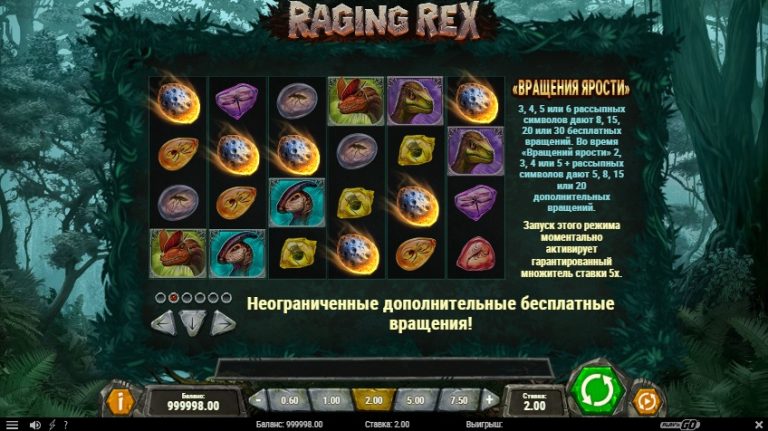 RAGING REX
«ВРАЩЕНИЯ ЯРОСТИ»
3, 4, 5 или 6 рассыпных
символов дают 8, 15,
20 или 30 бесплатных
вращений. Во время
«Вращений ярости» 2,
3, 4 или 5 + рассыпных
символов дают 5, 8, 15
или 20
дополнительных
вращений.
Запуск этого режима
моментально
активирует
гарантированный
множитель ставки 5x.
Неограниченные дополнительные бесплатные
вращения!
Баланс:
999998.00
- 0.60 1.00 2.00 5.00 7.50 +
Ставка:
2.00
? Баланс: 999998.00 Ставка: 2.00 Выигрыш: PLAY'n GO